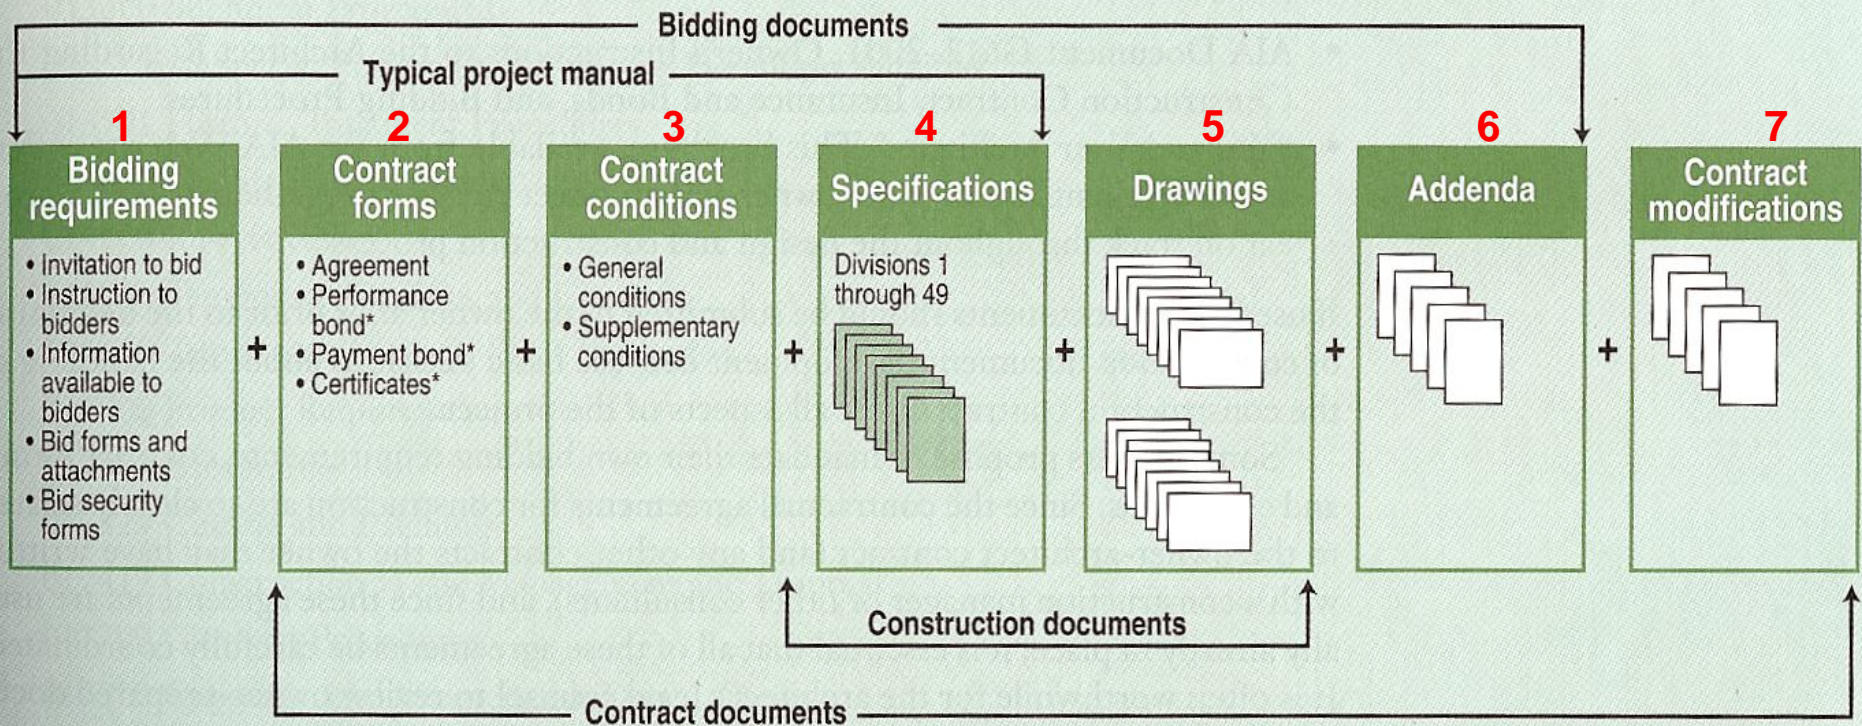 Bidding documents
Typical project manual
1
2
3
4
5
6
7
Bidding
requirements
• Invitation to bid
• Instruction to
bidders
• Information
available to
bidders
• Bid forms and
attachments
• Bid security
forms
+
Contract
forms
• Agreement
• Performance
bond*
• Payment bond*
• Certificates*
+
Contract
conditions
• General
conditions
• Supplementary
conditions
+
Specifications
Divisions 1
through 49
+
Drawings
+
Addenda
+
Contract
modifications
Construction documents
Contract documents